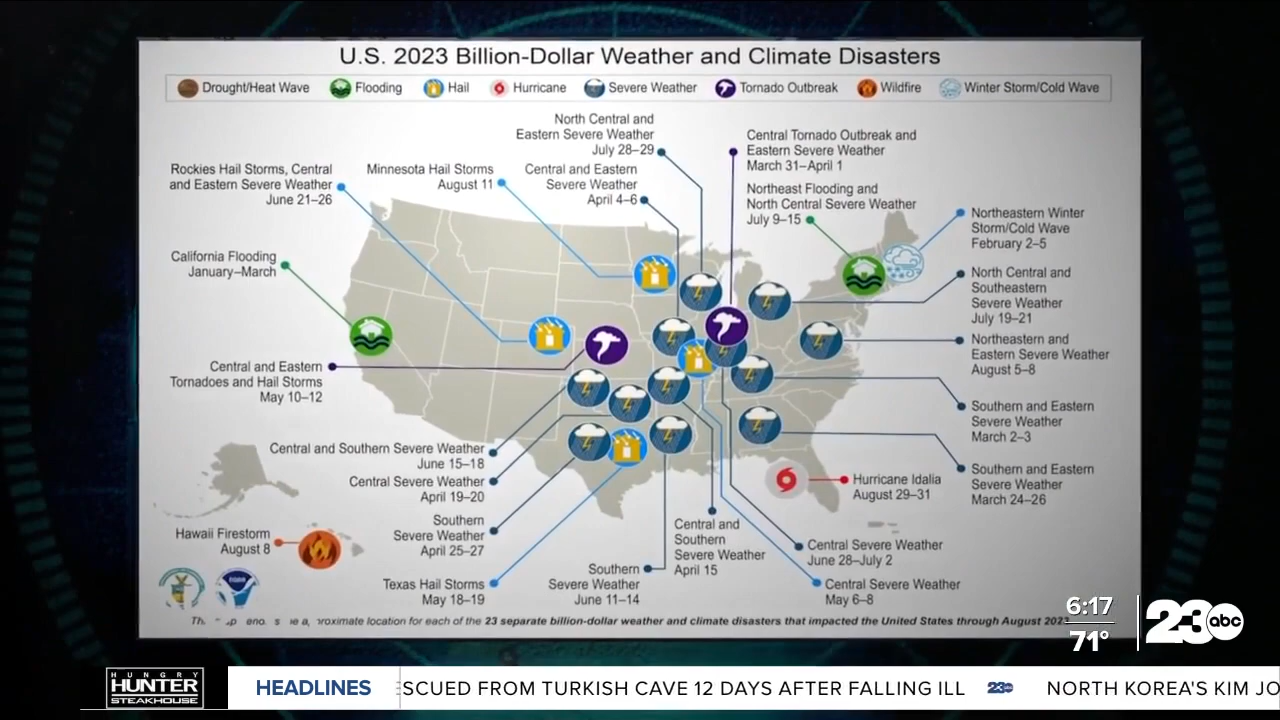 U.S. 2023 Billion-Dollar Weather and Climate Disasters
Drought/Heat Wave Flooding Hail Hurricane Severe Weather Tornado Outbreak Wildfire Winter Storm/Cold Wave
North Central and
Eastern Severe Weather
July 28–29
Central Tornado Outbreak and
Eastern Severe Weather
March 31–April 1
Rockies Hail Storms, Central
and Eastern Severe Weather
June 21–26
Minnesota Hail Storms
August 11
Central and Eastern
Severe Weather
April 4–6
Northeast Flooding and
North Central Severe Weather
July 9–15
Northeastern Winter
Storm/Cold Wave
February 2–5
California Flooding
January–March
North Central and
Southeastern
Severe Weather
July 19–21
Northeastern and
Eastern Severe Weather
August 5–8
Central and Eastern
Tornadoes and Hail Storms
May 10–12
Southern and Eastern
Severe Weather
March 2–3
Central and Southern Severe Weather
June 15–18
Central Severe Weather
April 19–20
Southern and Eastern
Severe Weather
March 24–26
Hurricane Idalia
August 29–31
Southern
Severe Weather
April 25–27
Hawaii Firestorm
August 8
Central and
Southern
Severe Weather
April 15
Central Severe Weather
June 28–July 2
Texas Hail Storms
May 18–19
Southern
Severe Weather
June 11–14
Central Severe Weather
May 6–8
location for each of the 23 separate billion-dollar weather and climate disasters that impacted the United States through August 2023
6:17
71°
23 abc
HUNGRY
HUNTER
STEAKHOUSE
HEADLINES
SCUED FROM TURKISH CAVE 12 DAYS AFTER FALLING ILL 23 NORTH KOREA'S KIM JO